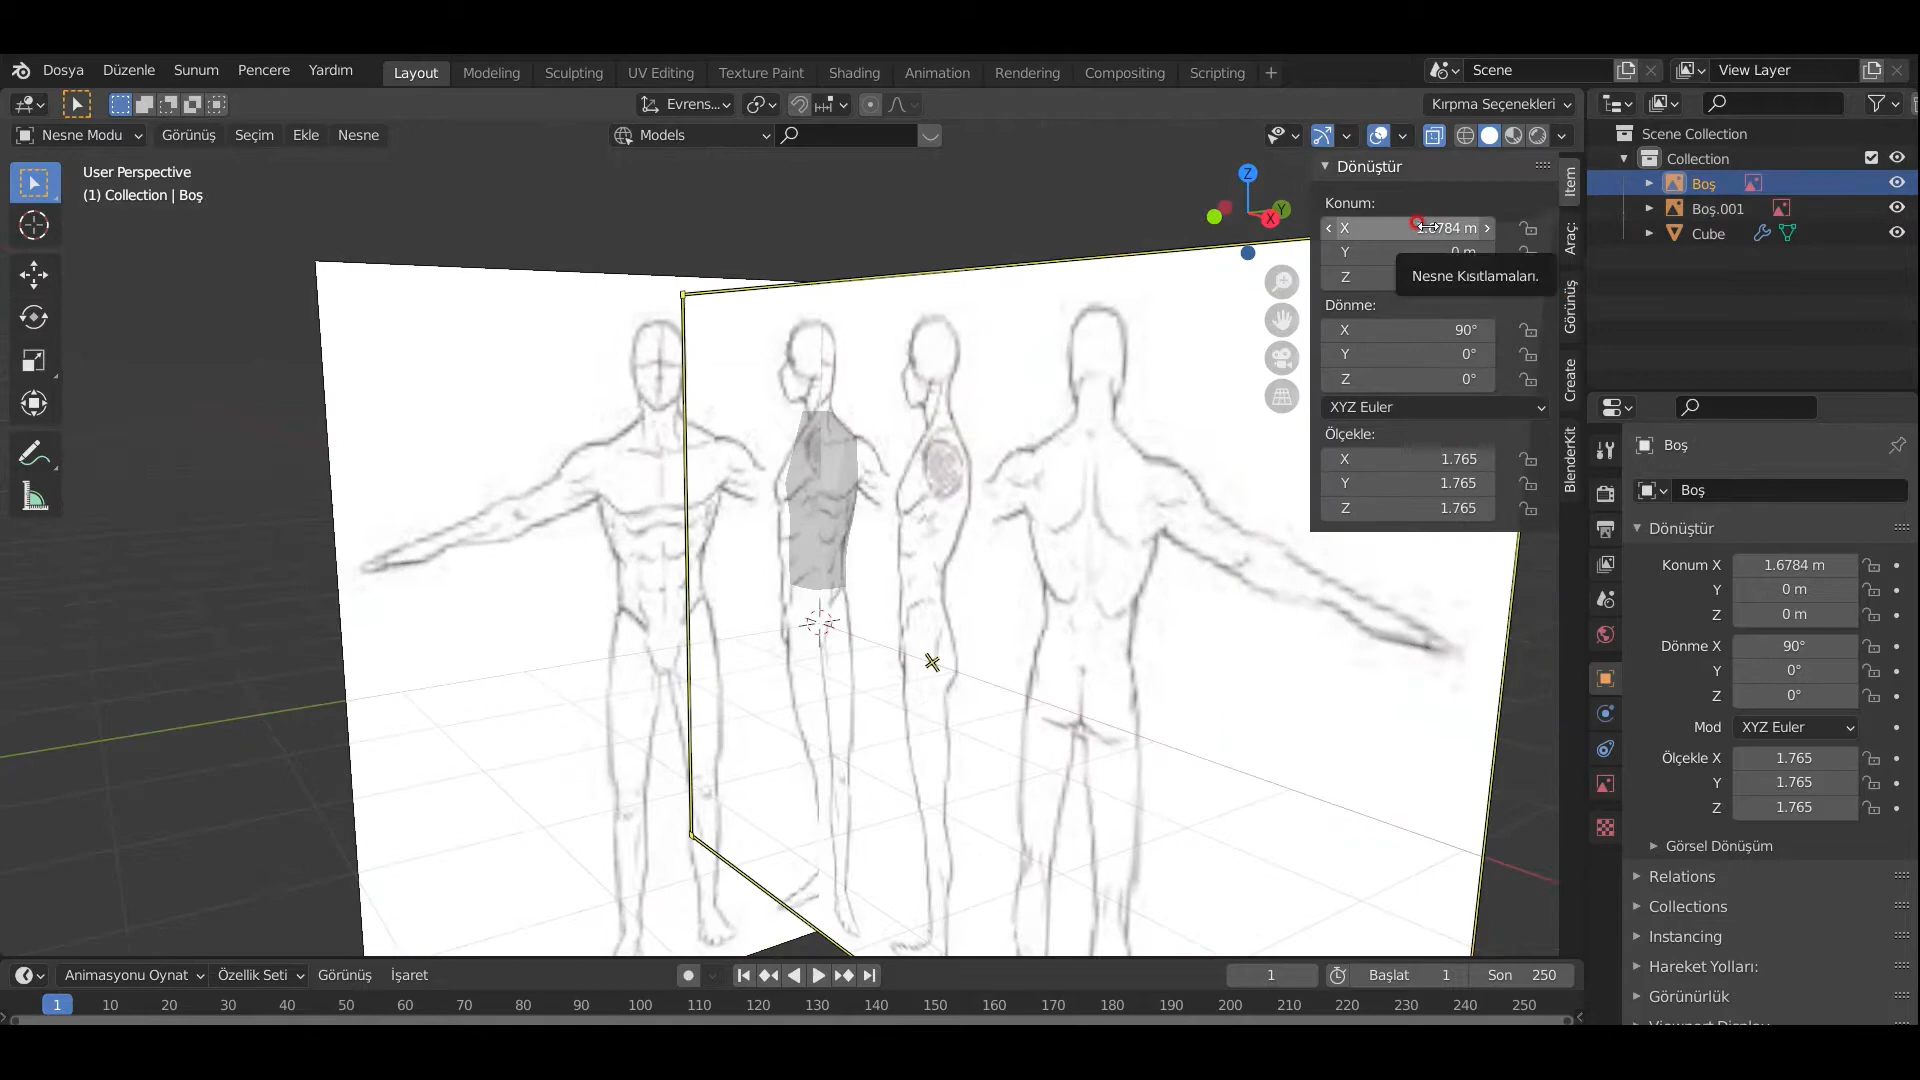 Dosya Düzenle Sunum Pencere Yardım Layout Modeling Sculpting UV Editing Texture Paint Shading Animation Rendering Compositing Scripting + Scene View Layer
Evrens... Kırpma Seçenekleri
Nesne Modu Görünüş Seçim Ekle Nesne Models
User Perspective
(1) Collection | Boş
Z
Y
X
Dönüştür
Konum:
X
Y 0 m
Z
Nesne Kısıtlamaları.
Dönme:
X 90°
Y 0°
Z 0°
XYZ Euler
Ölçekle:
X 1.765
Y 1.765
Z 1.765
Item
Araç:
Görünüş
Create
BlenderKit
Scene Collection
Collection
Boş
Boş.001
Cube
Boş
Boş
Dönüştür
Konum X 1.6784 m
Y 0 m
Z 0 m
Dönme X 90°
Y 0°
Z 0°
Mod XYZ Euler
Ölçekle X 1.765
Y 1.765
Z 1.765
Görsel Dönüşüm
Relations
Collections
Instancing
Hareket Yolları:
Görünürlük
Viewport Display
Animasyonu Oynat Özellik Seti Görünüş İşaret 1 Başlat 1 Son 250
1 10 20 30 40 50 60 70 80 90 100 110 120 130 140 150 160 170 180 190 200 210 220 230 240 250